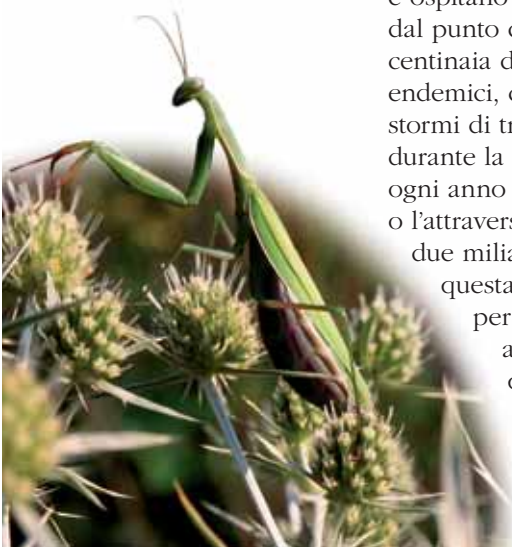 e ospitano
dal punto
centinaia
endemici,
stormi di tr
durante la
ogni anno
o l'attravers
due milia
questa
per
a